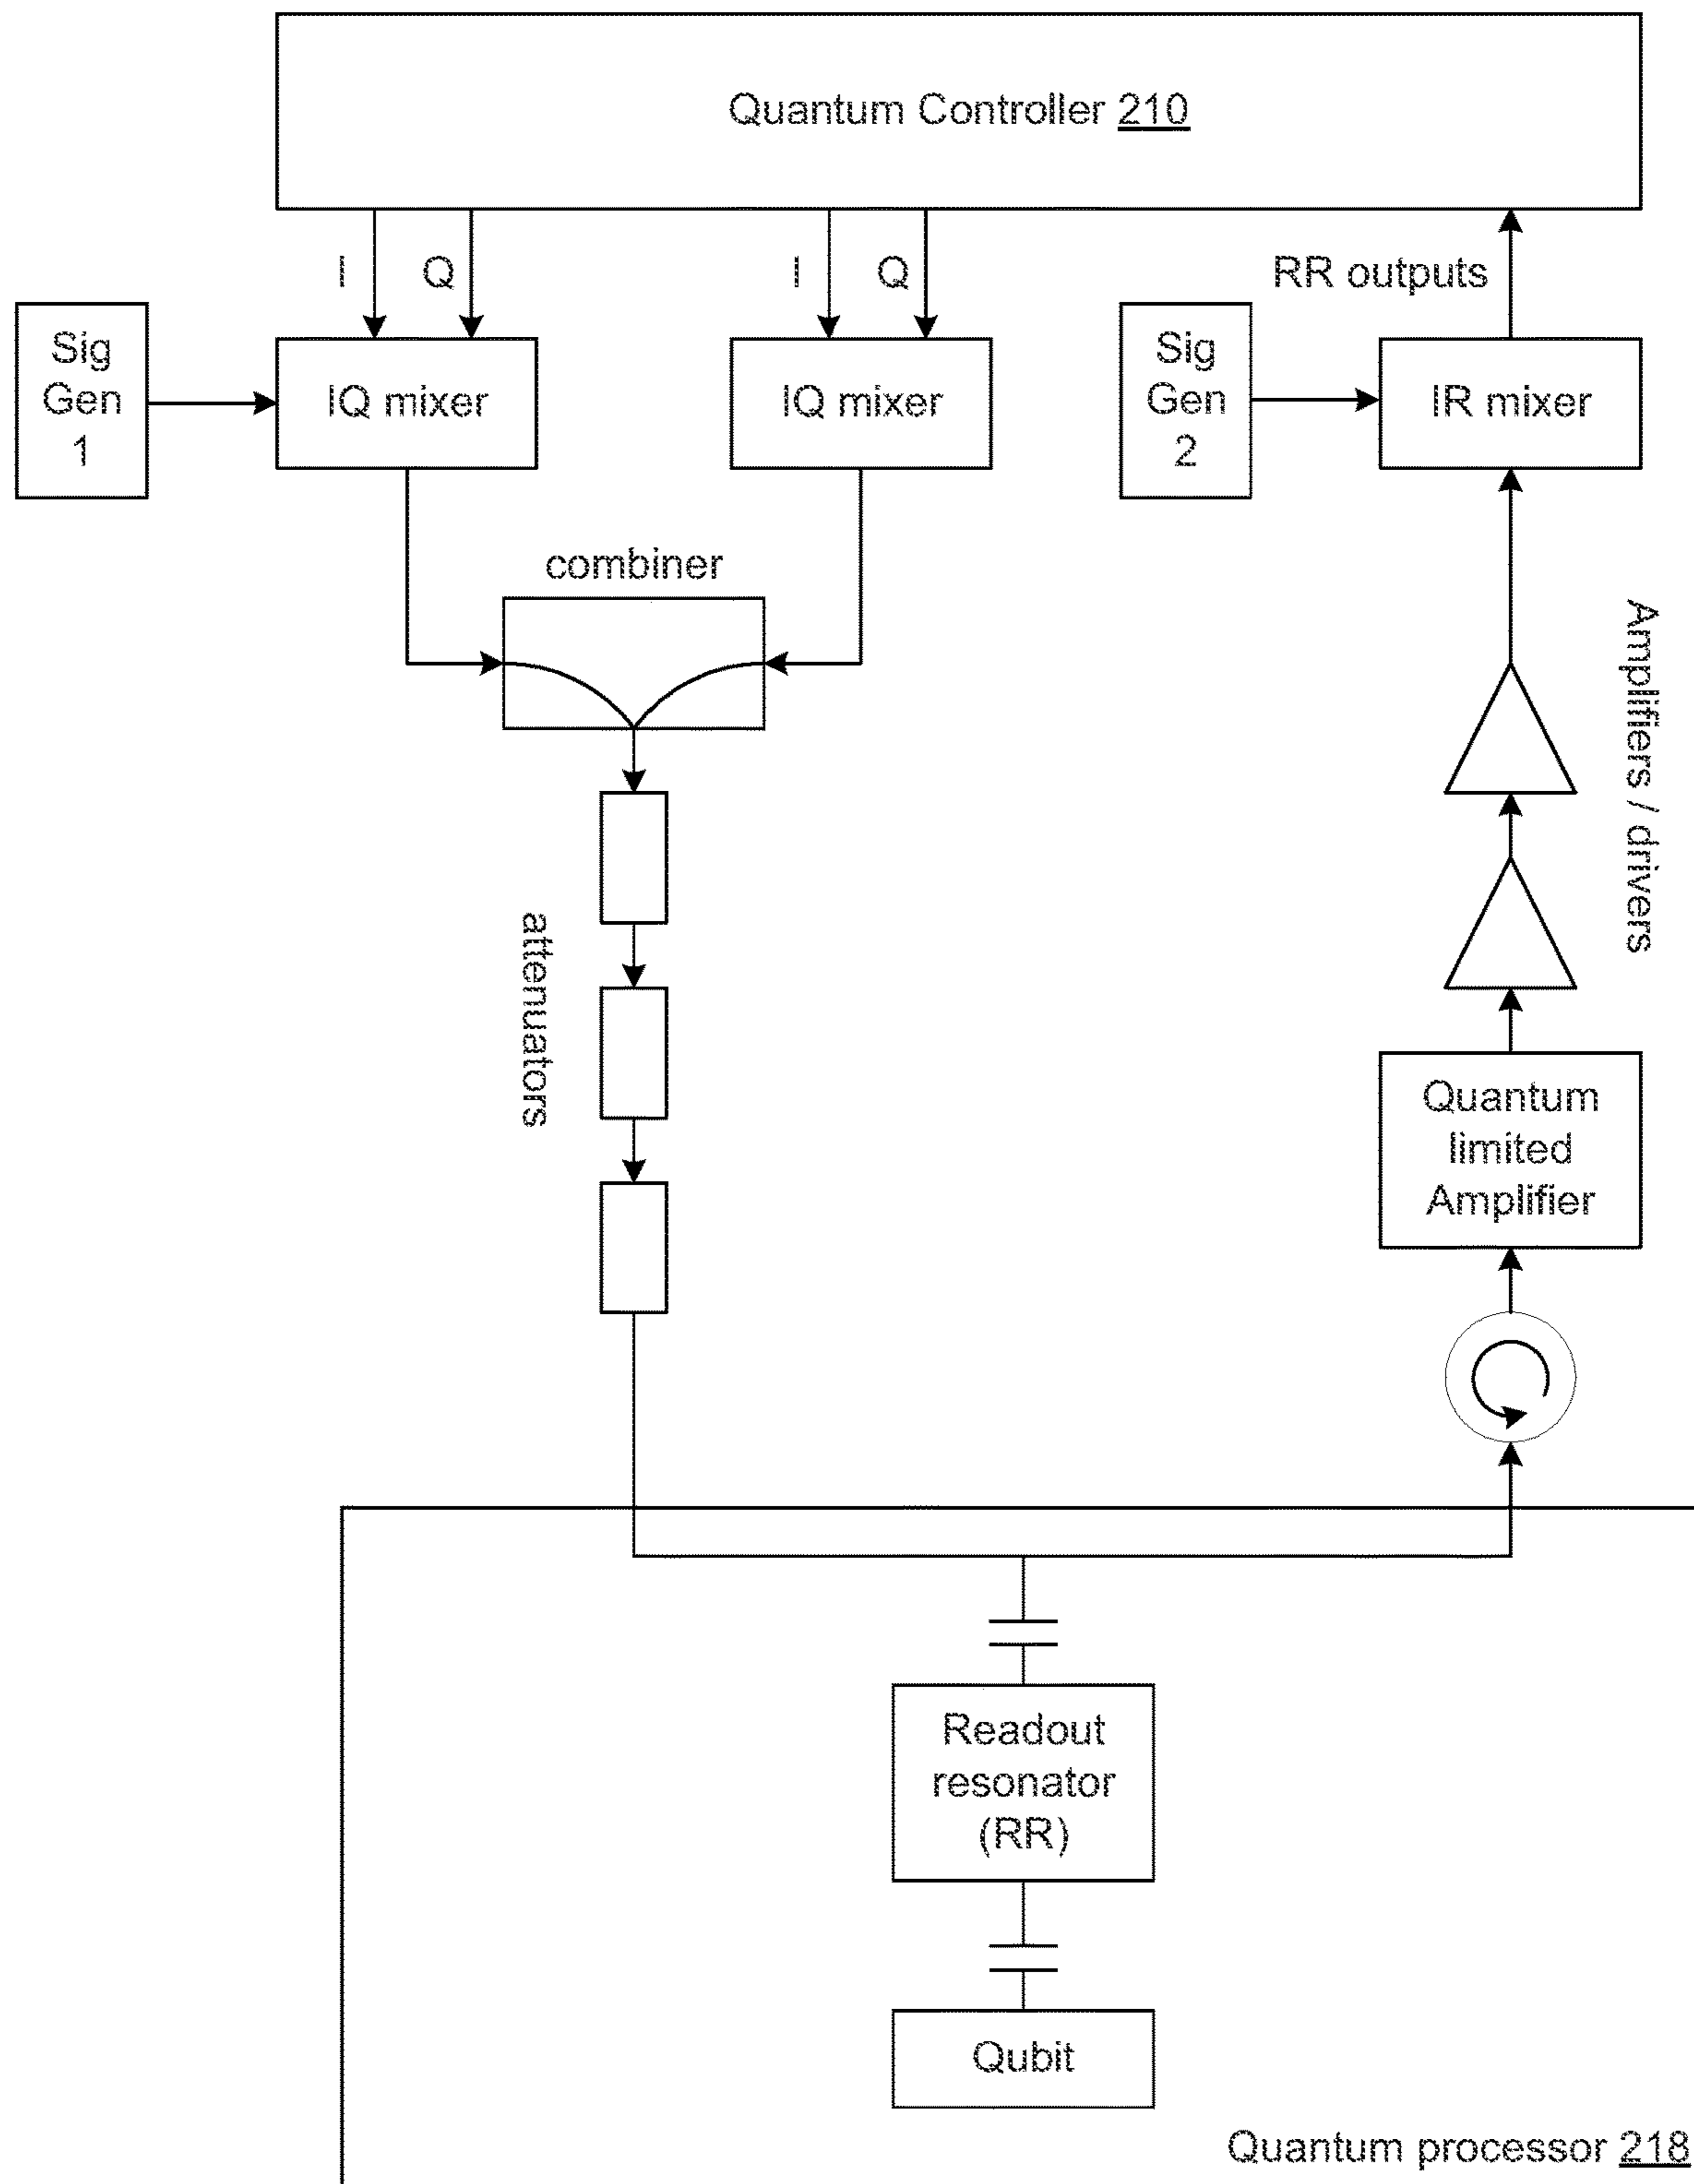 Quantum Controller 210
I
Q
I
Q
RR outputs
Sig
Gen
1
IQ mixer
IQ mixer
Sig
Gen
2
IR mixer
combiner
Amplifiers / drivers
attenuators
Quantum
limited
Amplifier
Readout
resonator
(RR)
Qubit
Quantum processor 218